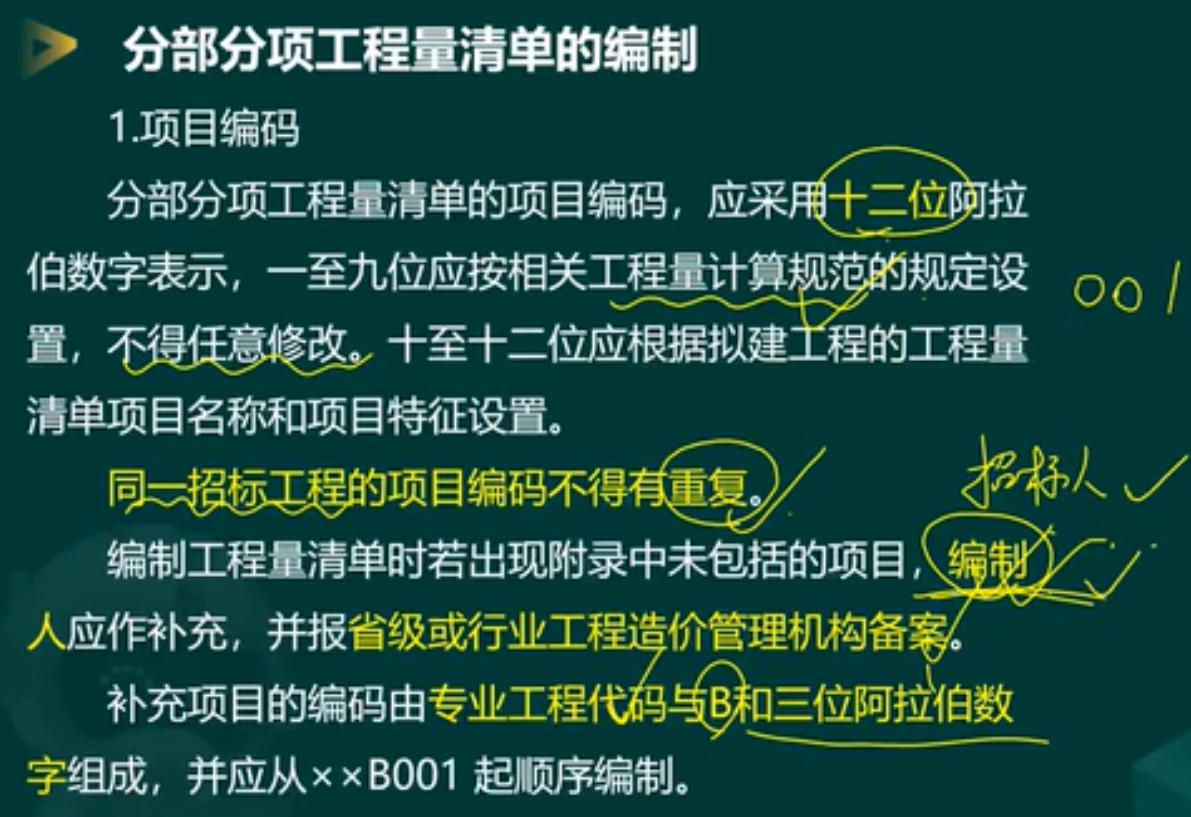 分部分项工程量清单的编制
1.项目编码
分部分项工程量清单的项目编码，应采用十二位阿拉
伯数字表示，一至九位应按相关工程量计算规范的规定设
001
置，不得任意修改。十至十二位应根据拟建工程的工程量
清单项目名称和项目特征设置。
招标人
同一招标工程的项目编码不得有重复。
编制工程量清单时若出现附录中未包括的项目，编制
人应作补充，并报省级或行业工程造价管理机构备案。
补充项目的编码由专业工程代码与B和三位阿拉伯数
字组成，并应从××B001 起顺序编制。